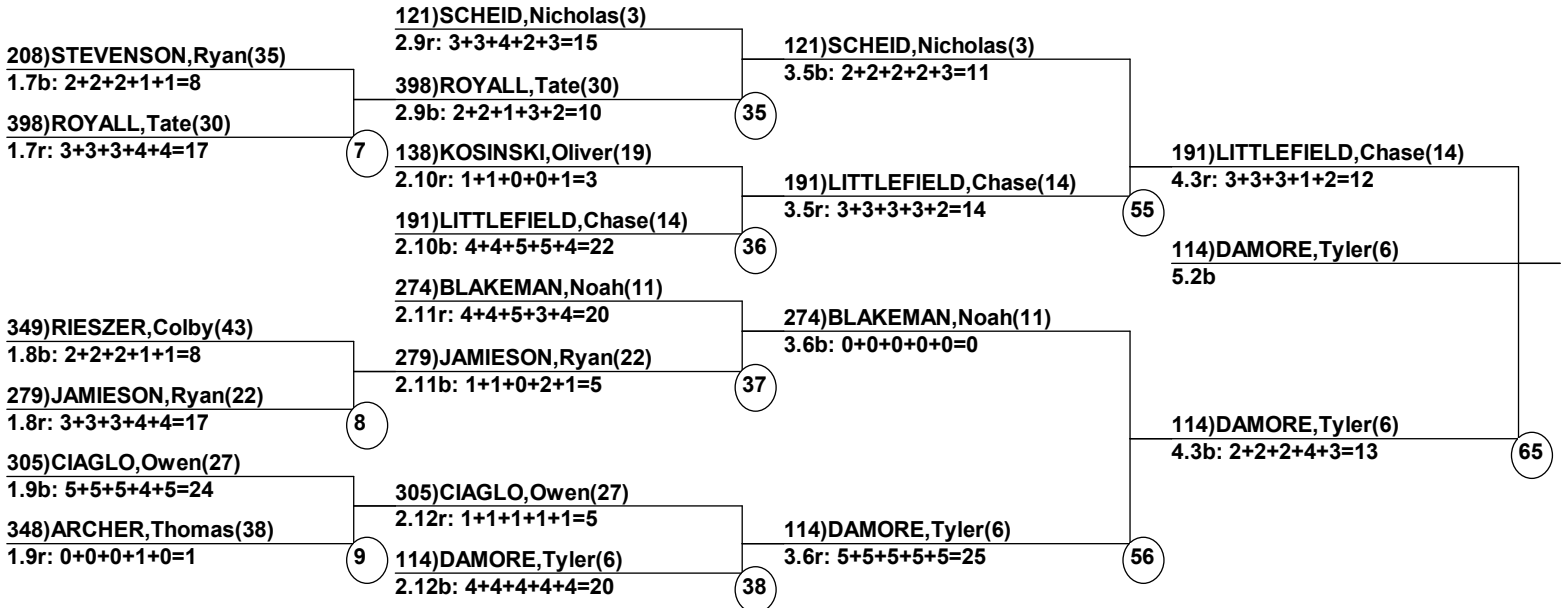 208)STEVENSON,Ryan(35)
1.7b: 2+2+2+1+1=8
398)ROYALL,Tate(30)
1.7r: 3+3+3+4+4=17
7
349)RIESZER,Colby(43)
1.8b: 2+2+2+1+1=8
279)JAMIESON,Ryan(22)
1.8r: 3+3+3+4+4=17
8
305)CIAGLO,Owen(27)
1.9b: 5+5+5+4+5=24
348)ARCHER,Thomas(38)
1.9r: 0+0+0+1+0=1
9
121)SCHEID,Nicholas(3)
2.9r: 3+3+4+2+3=15
398)ROYALL,Tate(30)
2.9b: 2+2+1+3+2=10
35
138)KOSINSKI,Oliver(19)
2.10r: 1+1+0+0+1=3
191)LITTLEFIELD,Chase(14)
2.10b: 4+4+5+5+4=22
36
274)BLAKEMAN,Noah(11)
2.11r: 4+4+5+3+4=20
279)JAMIESON,Ryan(22)
2.11b: 1+1+0+2+1=5
37
305)CIAGLO,Owen(27)
2.12r: 1+1+1+1+1=5
114)DAMORE,Tyler(6)
2.12b: 4+4+4+4+4=20
38
121)SCHEID,Nicholas(3)
3.5b: 2+2+2+2+3=11
191)LITTLEFIELD,Chase(14)
3.5r: 3+3+3+3+2=14
55
274)BLAKEMAN,Noah(11)
3.6b: 0+0+0+0+0=0
114)DAMORE,Tyler(6)
3.6r: 5+5+5+5+5=25
56
191)LITTLEFIELD,Chase(14)
4.3r: 3+3+3+1+2=12
114)DAMORE,Tyler(6)
5.2b
114)DAMORE,Tyler(6)
4.3b: 2+2+2+4+3=13
65